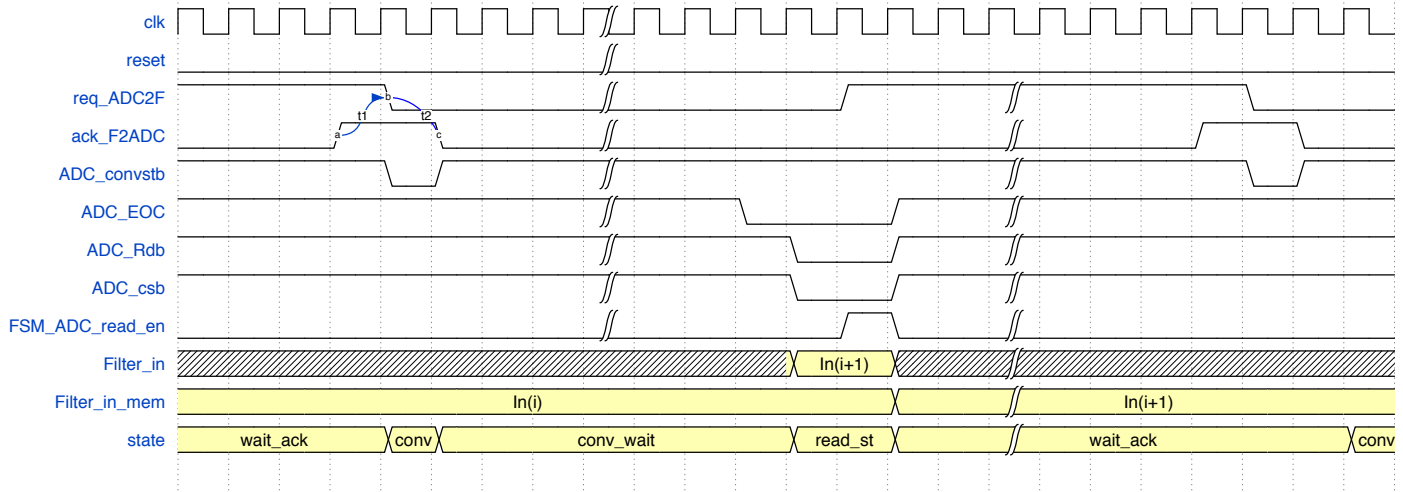 clk
reset
req_ADC2F
b
t1
t2
ack_F2ADC
a
c
ADC_convstb
ADC_EOC
ADC_Rdb
ADC_csb
FSM_ADC_read_en
Filter_in
In(i+1)
Filter_in_mem
In(i)
In(i+1)
state
wait_ack
conv
conv_wait
read_st
wait_ack
conv